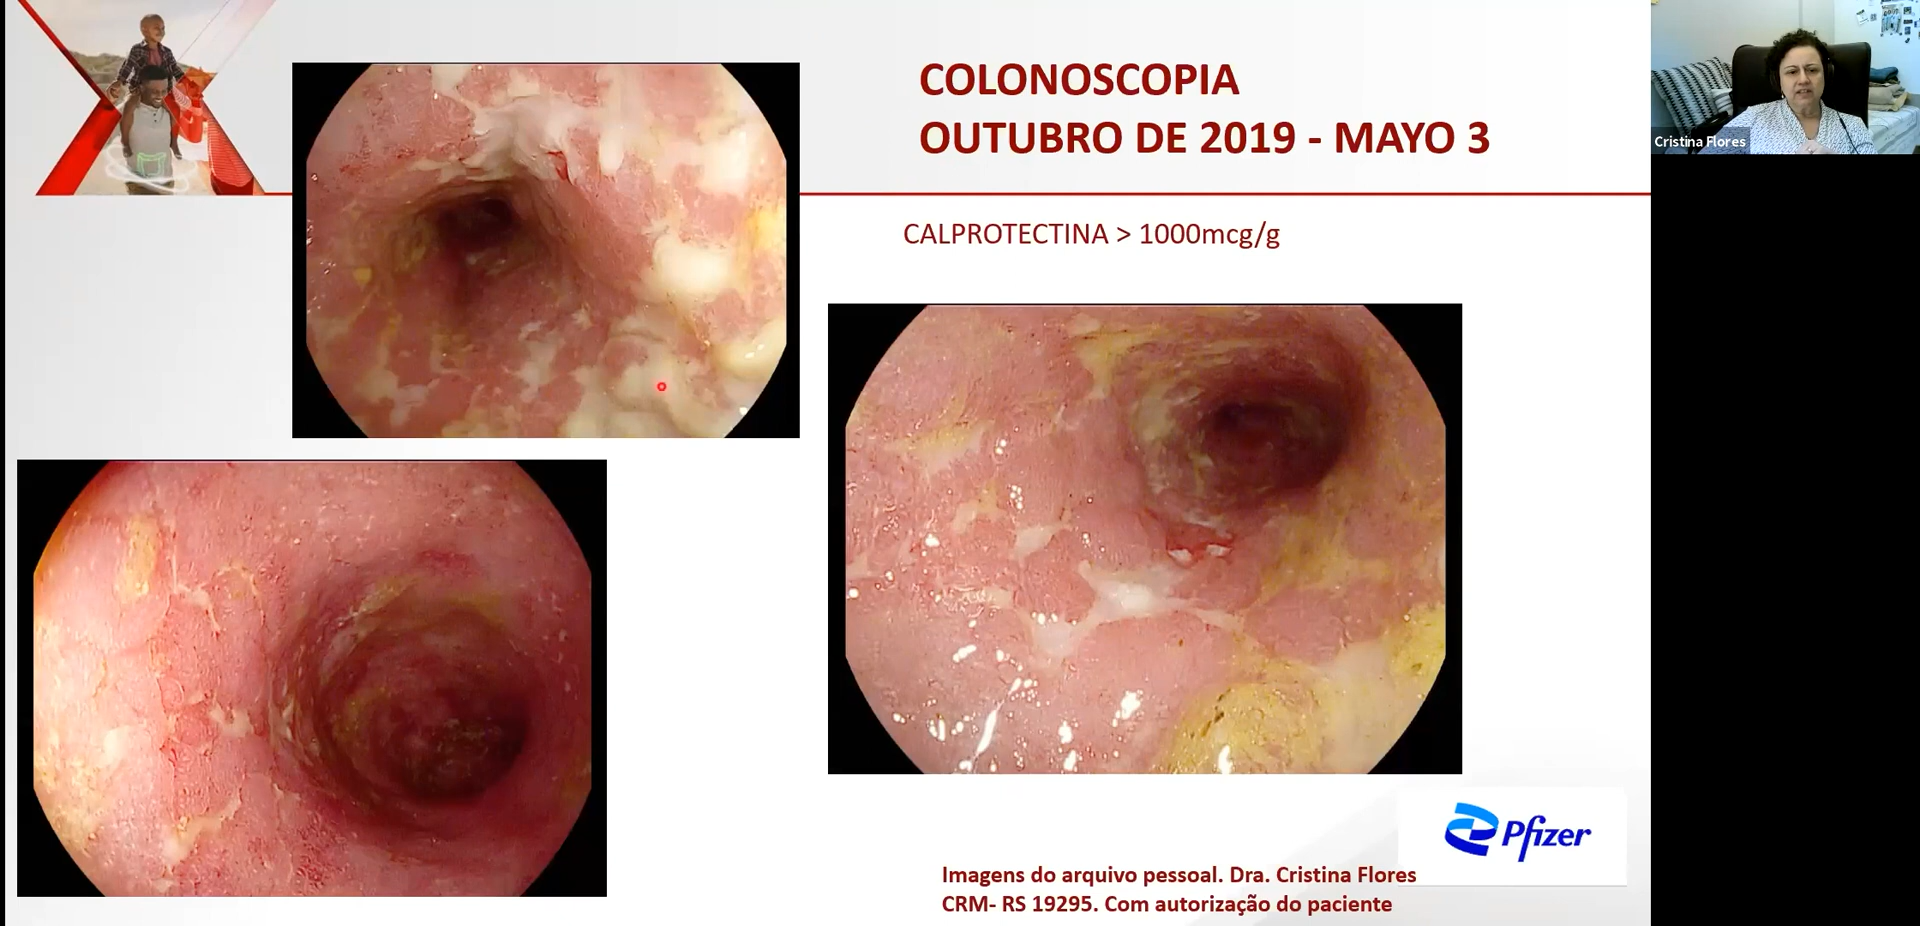 COLONOSCOPIA
OUTUBRO DE 2019 - MAYO 3
Cristina Flores
CALPROTECTINA > 1000mcg/g
Pfizer
Imagens do arquivo pessoal. Dra. Cristina Flores
CRM- RS 19295. Com autorização do paciente